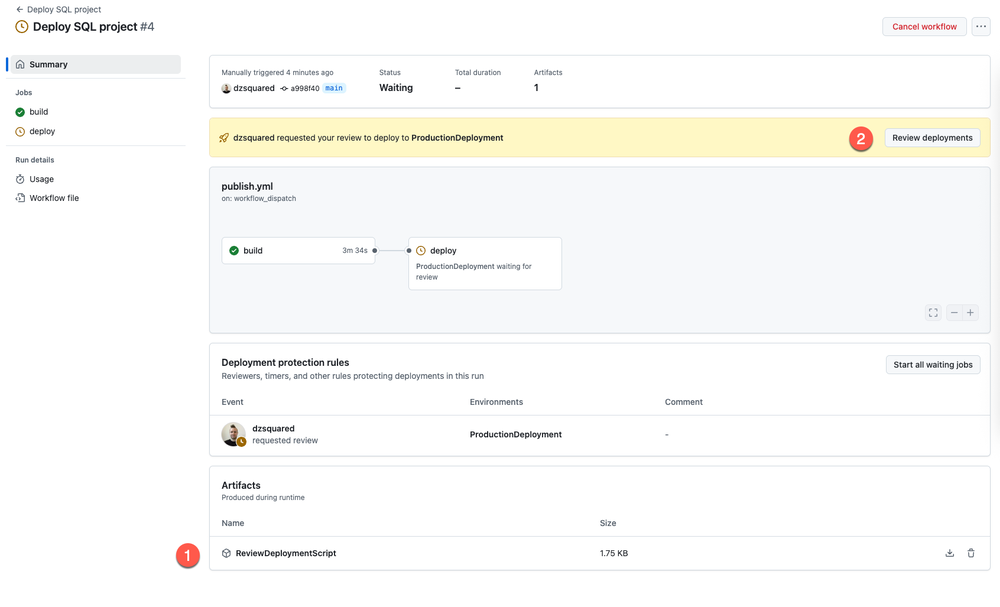 ← Deploy SQL project
Deploy SQL project #4
Cancel workflow
...
Summary
Jobs
build
deploy
Run details
Usage
Workflow file
Manually triggered 4 minutes ago
Status
Total duration
Artifacts
dzsquared a998f40 main
Waiting
–
1
dzsquared requested your review to deploy to ProductionDeployment
2
Review deployments
publish.yml
on: workflow_dispatch
build 3m 34s
deploy
ProductionDeployment waiting for
review
Deployment protection rules
Reviewers, timers, and other rules protecting deployments in this run
Start all waiting jobs
Event Environments Comment
dzsquared
requested review
ProductionDeployment
-
Artifacts
Produced during runtime
Name Size
1
ReviewDeploymentScript 1.75 KB